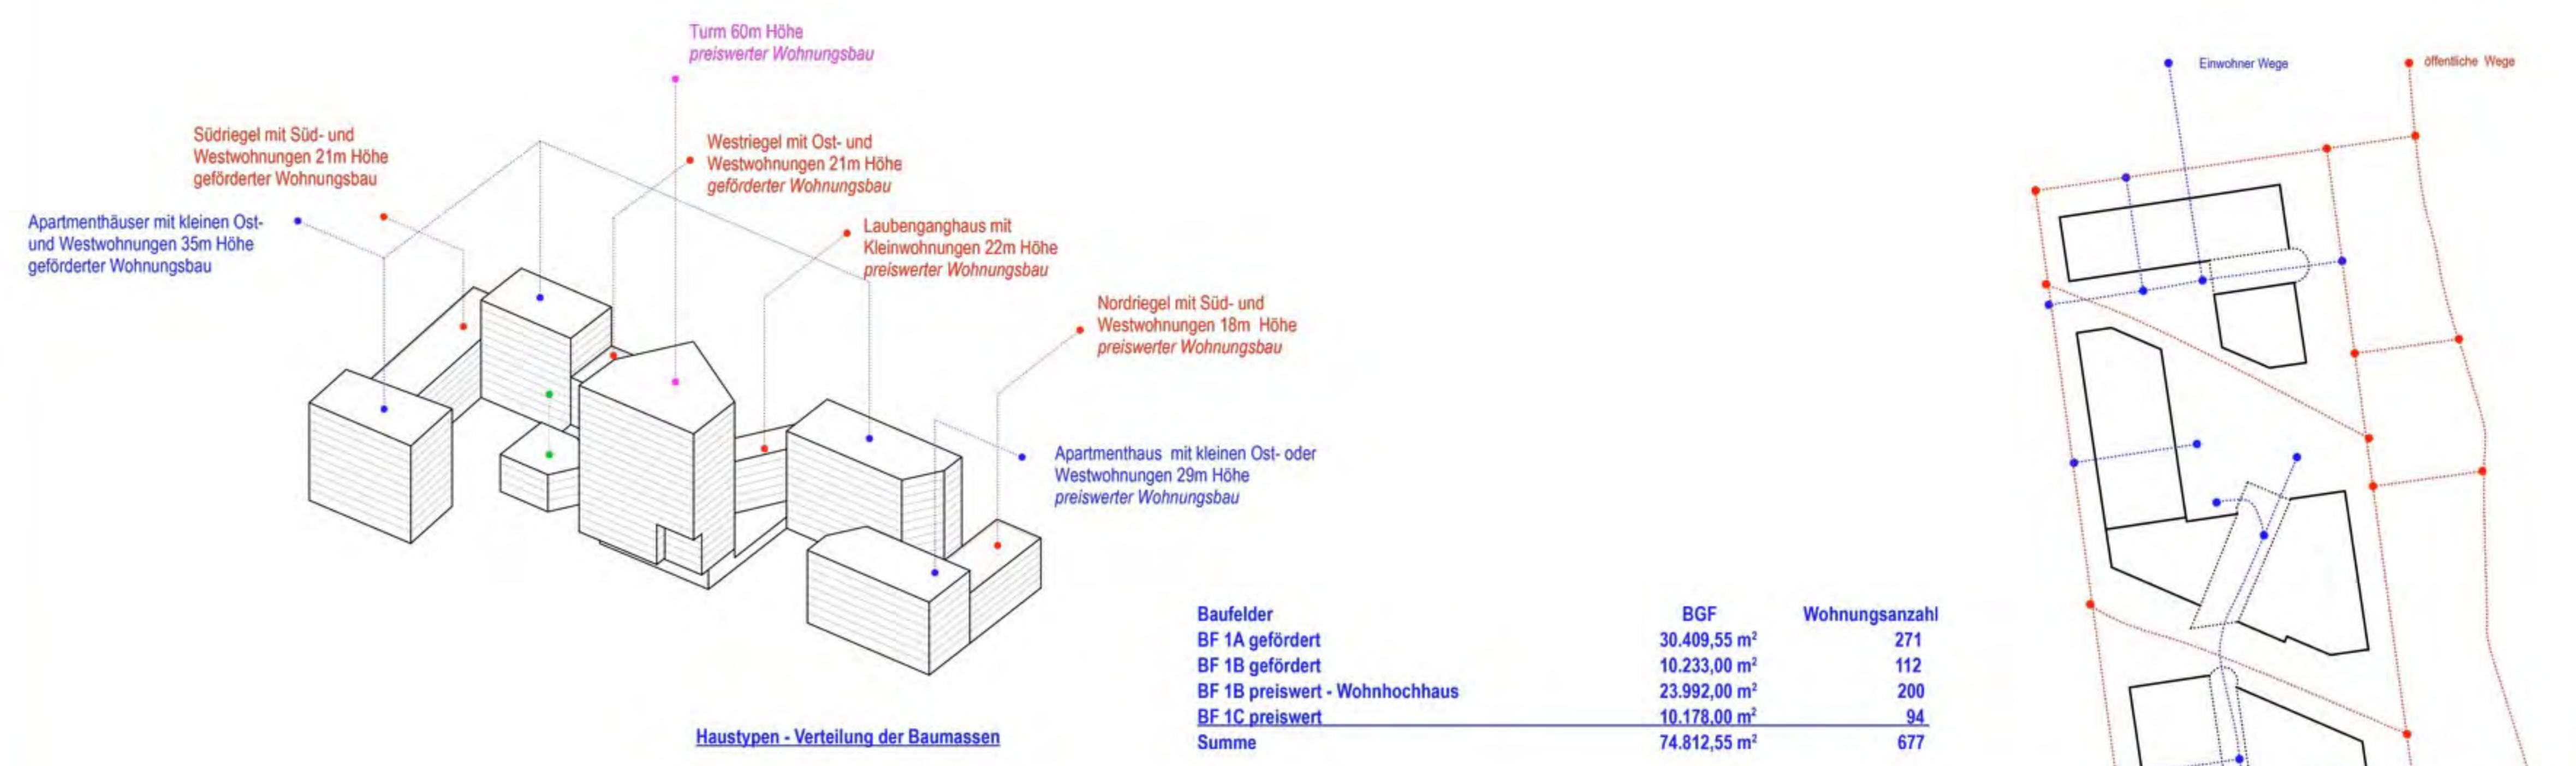 Turm 60m Höhe
preiswerter Wohnungsbau
Südriegel mit Süd- und
Westwohnungen 21m Höhe
geförderter Wohnungsbau
Westriegel mit Ost- und
Westwohnungen 21m Höhe
geförderter Wohnungsbau
Apartmenthäuser mit kleinen Ost-
und Westwohnungen 35m Höhe
geförderter Wohnungsbau
Laubenganghaus mit
Kleinwohnungen 22m Höhe
preiswerter Wohnungsbau
Nordriegel mit Süd- und
Westwohnungen 18m Höhe
preiswerter Wohnungsbau
Apartmenthaus mit kleinen Ost- oder
Westwohnungen 29m Höhe
preiswerter Wohnungsbau
Haustypen - Verteilung der Baumassen
Baufelder BGF Wohnungsanzahl
BF 1A gefördert 30.409,55 m² 271
BF 1B gefördert 10.233,00 m² 112
BF 1B preiswert - Wohnhochhaus 23.992,00 m² 200
BF 1C preiswert 10.178,00 m² 94
Summe 74.812,55 m² 677
Einwohner Wege
öffentliche Wege